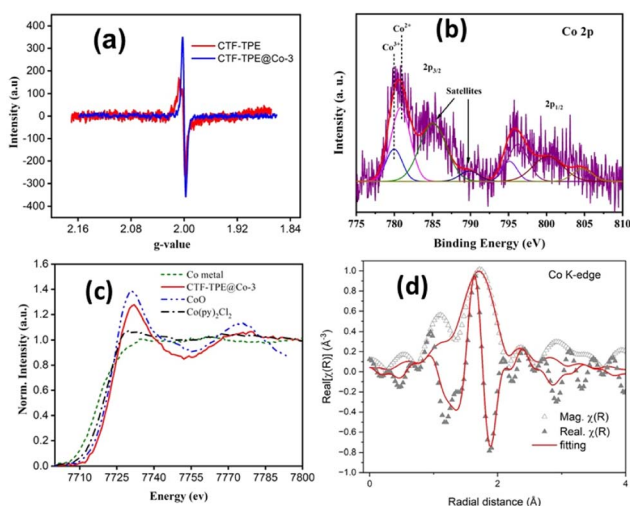 (a)
CTF-TPE
CTF-TPE@Co-3
Intensity (a.u)
400
300
200
100
0
-100
-200
-300
-400
2.16
2.08
2.00
1.92
1.84
g-value
(b)
Co 2p
Co²⁺
Co³⁺
2p₃/₂
Satellites
2p₁/₂
Intensity (a. u.)
775
780
785
790
795
800
805
810
Binding Energy (eV)
(c)
Co metal
CTF-TPE@Co-3
CoO
Co(py)₂Cl₂
Norm. Intensity (a.u.)
1.6
1.4
1.2
1.0
0.8
0.6
0.4
0.2
0.0
7710
7725
7740
7755
7770
7785
7800
Energy (ev)
(d)
Co K-edge
Real[χ(R)] (Å⁻³)
1.0
0.8
0.6
0.4
0.2
0.0
-0.2
-0.4
-0.6
-0.8
-1.0
Mag. χ(R)
Real. χ(R)
fitting
0
2
4
Radial distance (Å)